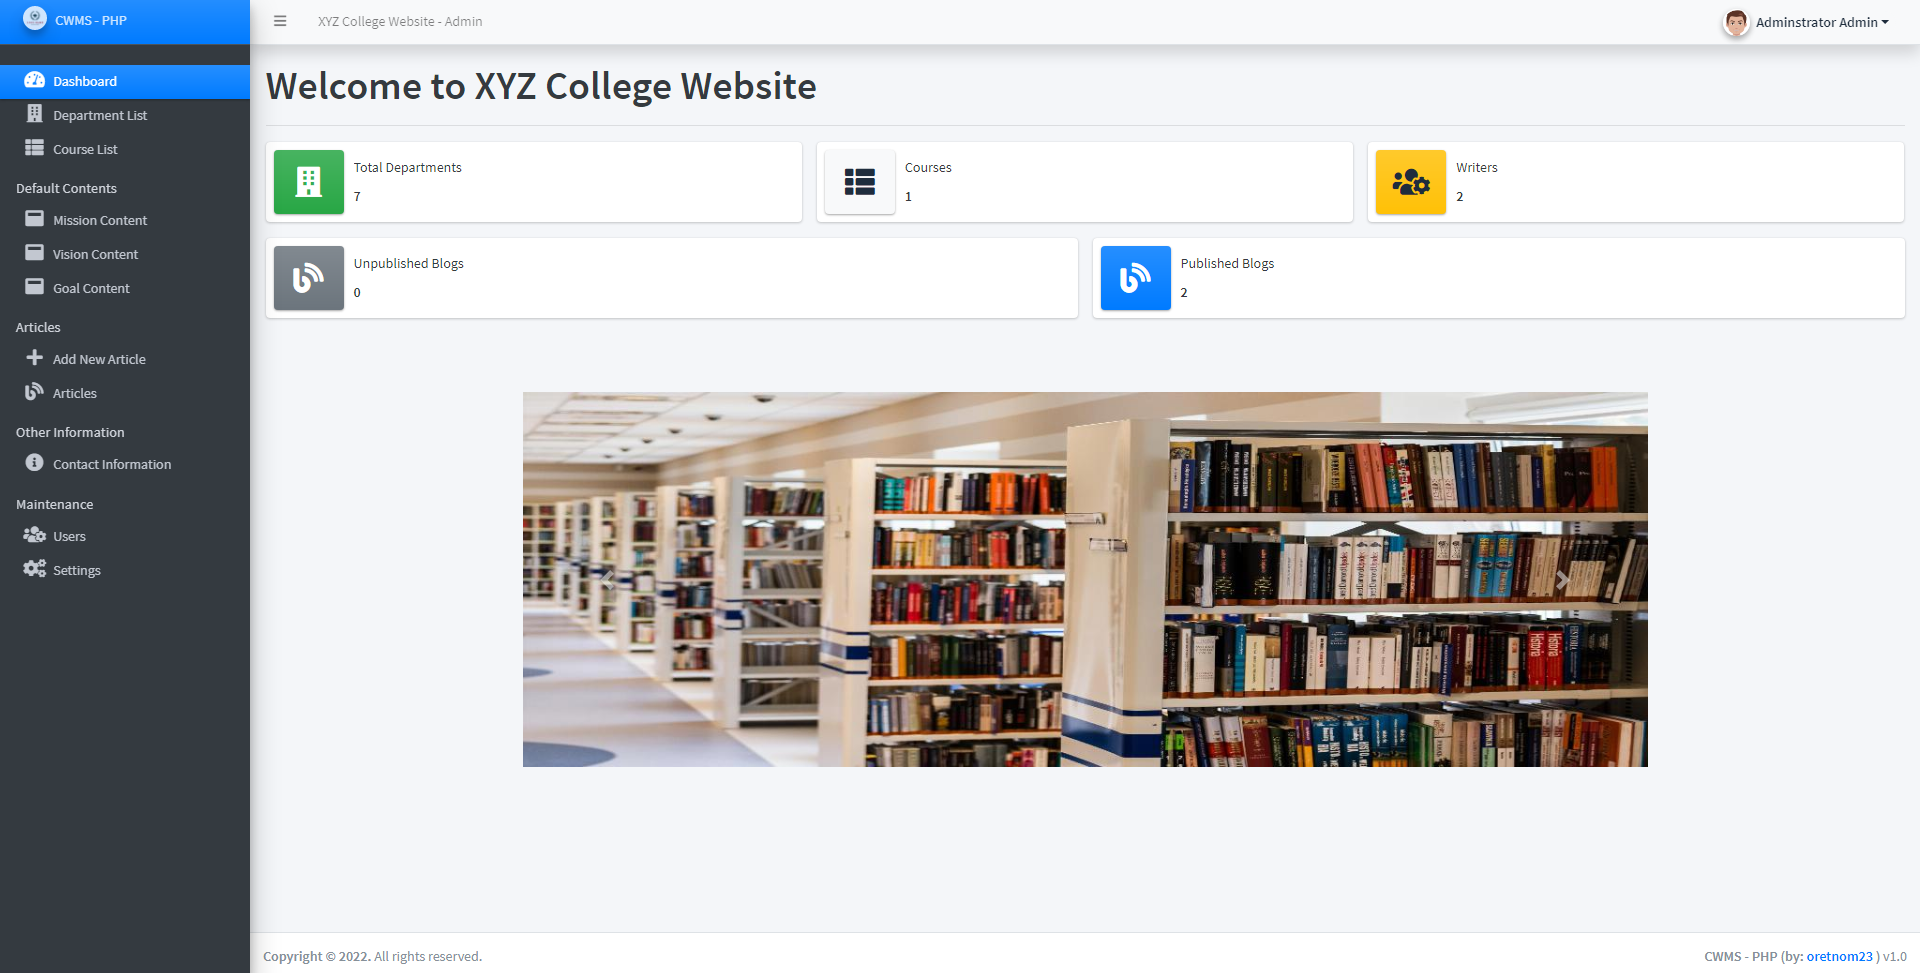 CWMS - PHP
XYZ College Website - Admin
Adminstrator Admin
Dashboard
Department List
Course List
Default Contents
Mission Content
Vision Content
Goal Content
Articles
Add New Article
Articles
Other Information
Contact Information
Maintenance
Users
Settings
Welcome to XYZ College Website
Total Departments
7
Courses
1
Writers
2
Unpublished Blogs
0
Published Blogs
2
Copyright © 2022. All rights reserved.
CWMS - PHP (by: oretnom23 ) v1.0